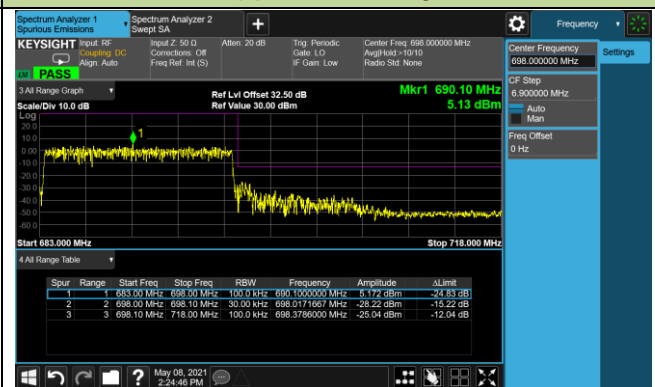 Spectrum Analyzer 1
Spurious Emissions
Spectrum Analyzer 2
Swept SA
+
Frequency
KEYSIGHT
Input: RF
Coupling: DC
Align: Auto
Input Z: 50 Ω
Corrections: Off
Freq Ref: Int (S)
Atten: 20 dB
Trig: Periodic
Gate: LO
IF Gain: Low
Center Freq: 698.000000 MHz
Avg|Hold:>10/10
Radio Std: None
PASS
Center Frequency
698.000000 MHz
Settings
CF Step
6.900000 MHz
Auto
Man
Freq Offset
0 Hz
3 All Range Graph
Scale/Div 10.0 dB
Ref Lvl Offset 32.50 dB
Ref Value 30.00 dBm
Mkr1 690.10 MHz
5.13 dBm
Log
20.0
10.0
0.00
-10.0
-20.0
-30.0
-40.0
-50.0
-60.0
1
Start 683.000 MHz
Stop 718.000 MHz
4 All Range Table
Spur Range Start Freq Stop Freq RBW Frequency Amplitude ΔLimit
1 1 683.00 MHz 698.00 MHz 100.0 kHz 690.1000000 MHz 5.172 dBm -24.83 dB
2 2 698.00 MHz 698.10 MHz 30.00 kHz 698.0171667 MHz -28.22 dBm -15.22 dB
3 3 698.10 MHz 718.00 MHz 100.0 kHz 698.3786000 MHz -25.04 dBm -12.04 dB
?
May 08, 2021
2:24:46 PM